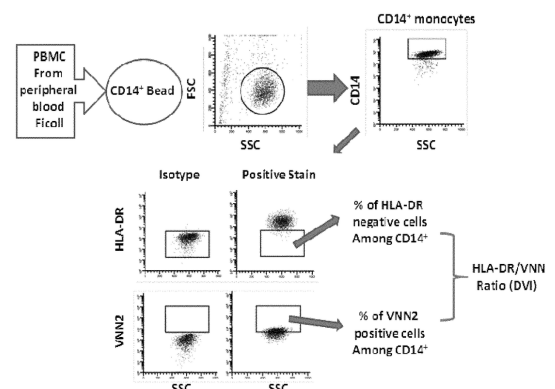 CD14⁺ monocytes
PBMC
From
peripheral
blood
Ficoll
CD14⁺ Bead
FSC
SSC
CD14
SSC
Isotype
Positive Stain
HLA-DR
% of HLA-DR
negative cells
Among CD14⁺
HLA-DR/VNN
Ratio (DVI)
VNN2
% of VNN2
positive cells
Among CD14⁺
SSC
SSC